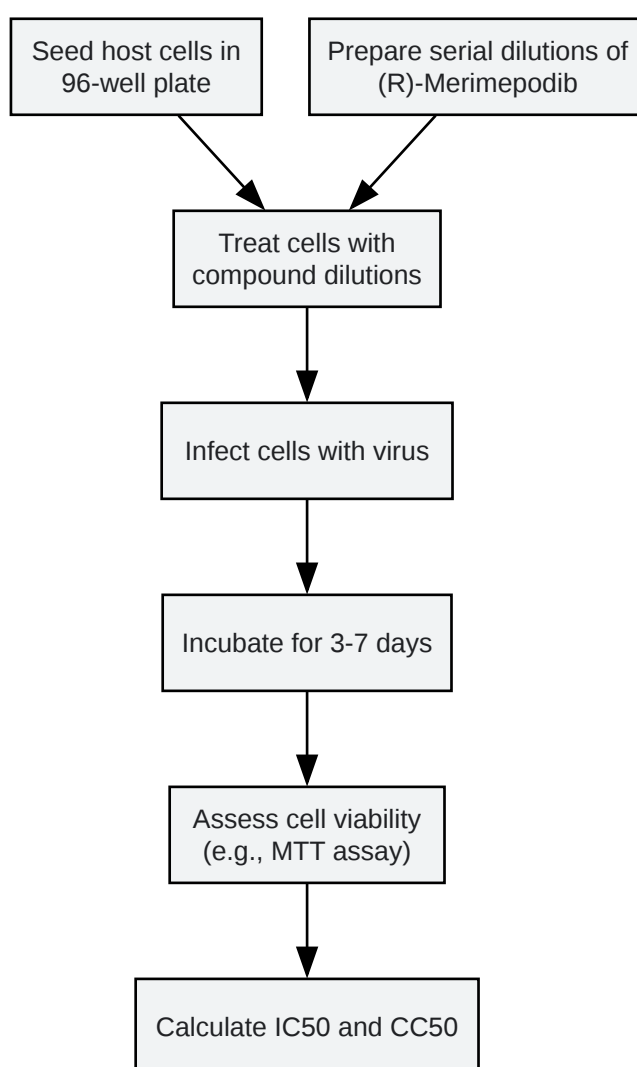 Seed host cells in
96-well plate
Prepare serial dilutions of
(R)-Merimepodib
Treat cells with
compound dilutions
Infect cells with virus
Incubate for 3-7 days
Assess cell viability
(e.g., MTT assay)
Calculate IC50 and CC50